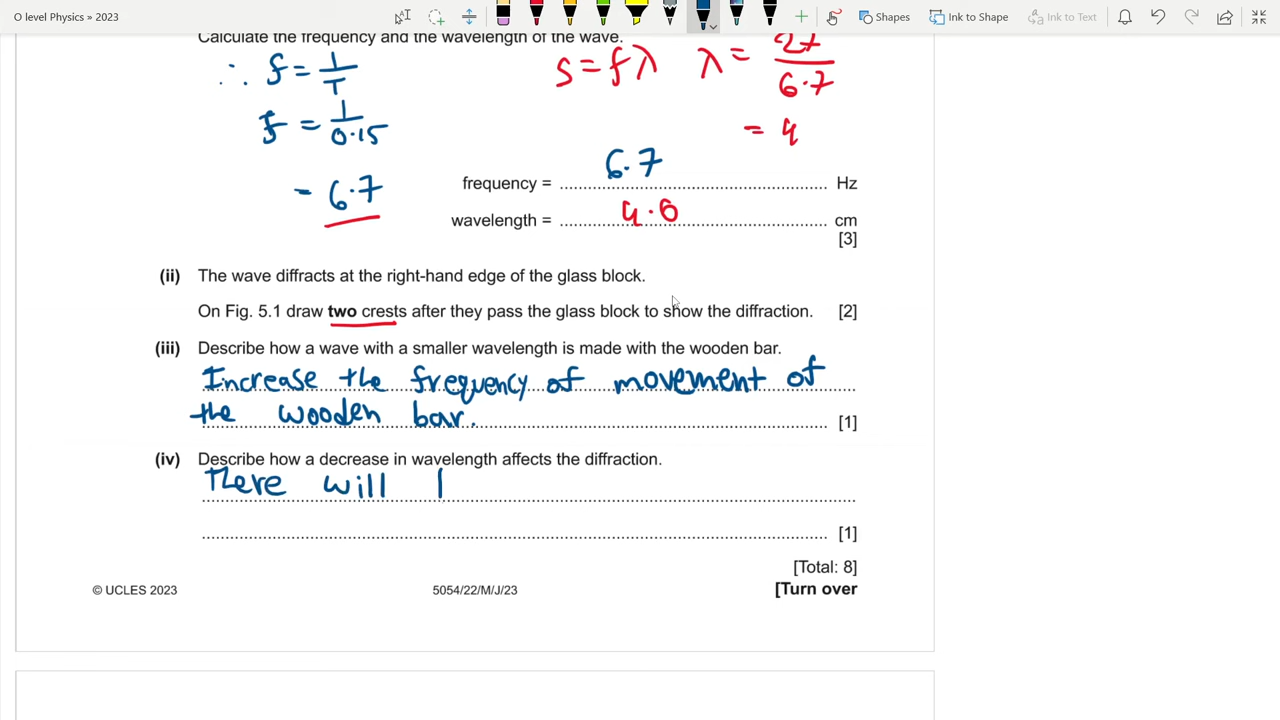 O level Physics » 2023
Shapes
Ink to Shape
Ink to Text
Calculate the frequency and the wavelength of the wave.
∴ f = 1/T
s = fλ λ = 27/6.7
f = 1/0.15
= 4
= 6.7
frequency = 6.7 Hz
wavelength = 4.0 cm
[3]
(ii) The wave diffracts at the right-hand edge of the glass block.
On Fig. 5.1 draw two crests after they pass the glass block to show the diffraction. [2]
(iii) Describe how a wave with a smaller wavelength is made with the wooden bar.
Increase the frequency of movement of
the wooden bar. [1]
(iv) Describe how a decrease in wavelength affects the diffraction.
There will
[1]
[Total: 8]
© UCLES 2023 5054/22/M/J/23 [Turn over